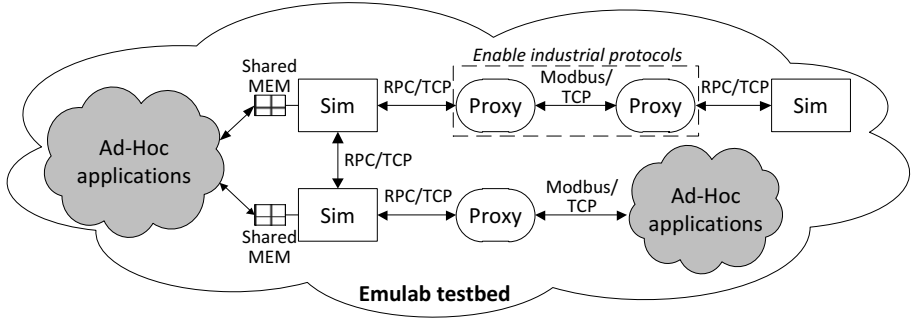 Enable industrial protocols
Shared
MEM
Sim
RPC/TCP
Proxy
Modbus/
TCP
Proxy
RPC/TCP
Sim
Ad-Hoc
applications
RPC/TCP
Sim
RPC/TCP
Proxy
Modbus/
TCP
Ad-Hoc
applications
Shared
MEM
Emulab testbed